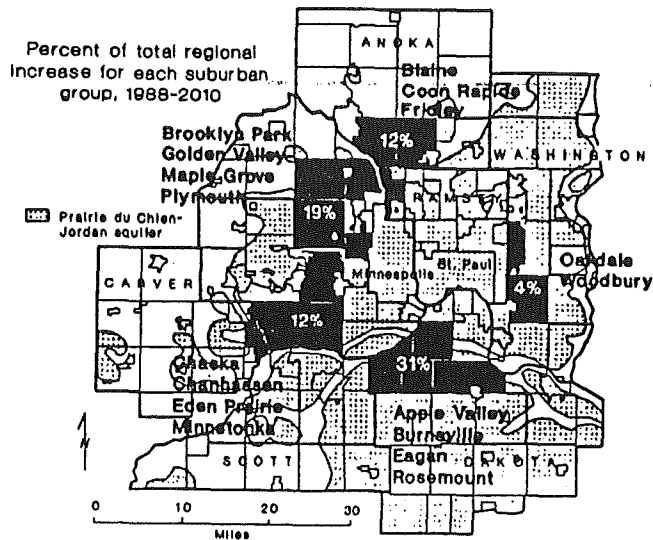 Percent of total regional
increase for each suburban
group, 1988-2010
ANOKA
Blaine
Coon Rapids
Fridley
12%
Brooklyn Park
Golden Valley
Maple Grove
Plymouth
WASHINGTON
RAMSEY
19%
Prairie du Chien-
Jordan aquifer
Minneapolis
St. Paul
Oakdale
Woodbury
4%
CARVER
12%
31%
Chaska
Chanhassen
Eden Prairie
Minnetonka
Apple Valley
Burnsville
Eagan
Rosemount
SCOTT
DAKOTA
N
0 10 20 30
Miles